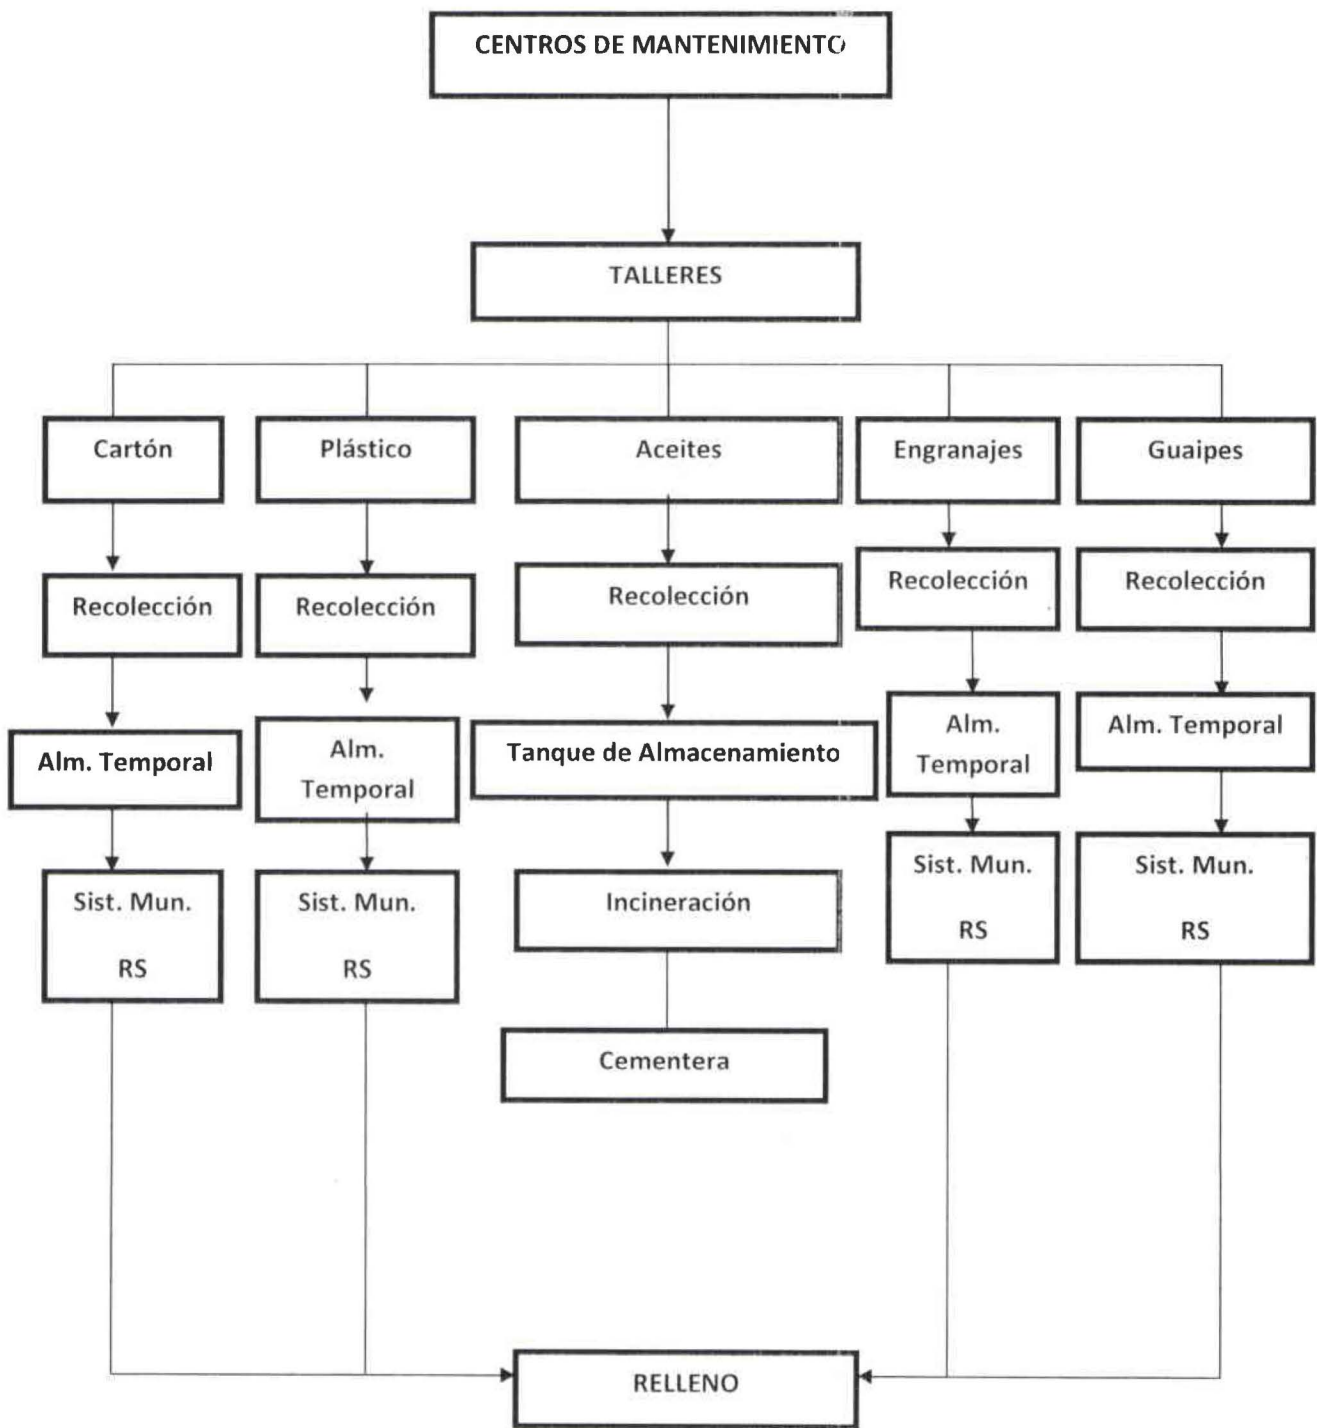 CENTROS DE MANTENIMIENTO
TALLERES
Cartón
Plástico
Aceites
Engranajes
Guaipes
Recolección
Recolección
Recolección
Recolección
Recolección
Alm. Temporal
Alm.
Temporal
Tanque de Almacenamiento
Alm.
Temporal
Alm. Temporal
Sist. Mun.
RS
Sist. Mun.
RS
Incineración
Sist. Mun.
RS
Sist. Mun.
RS
Cementera
RELLENO